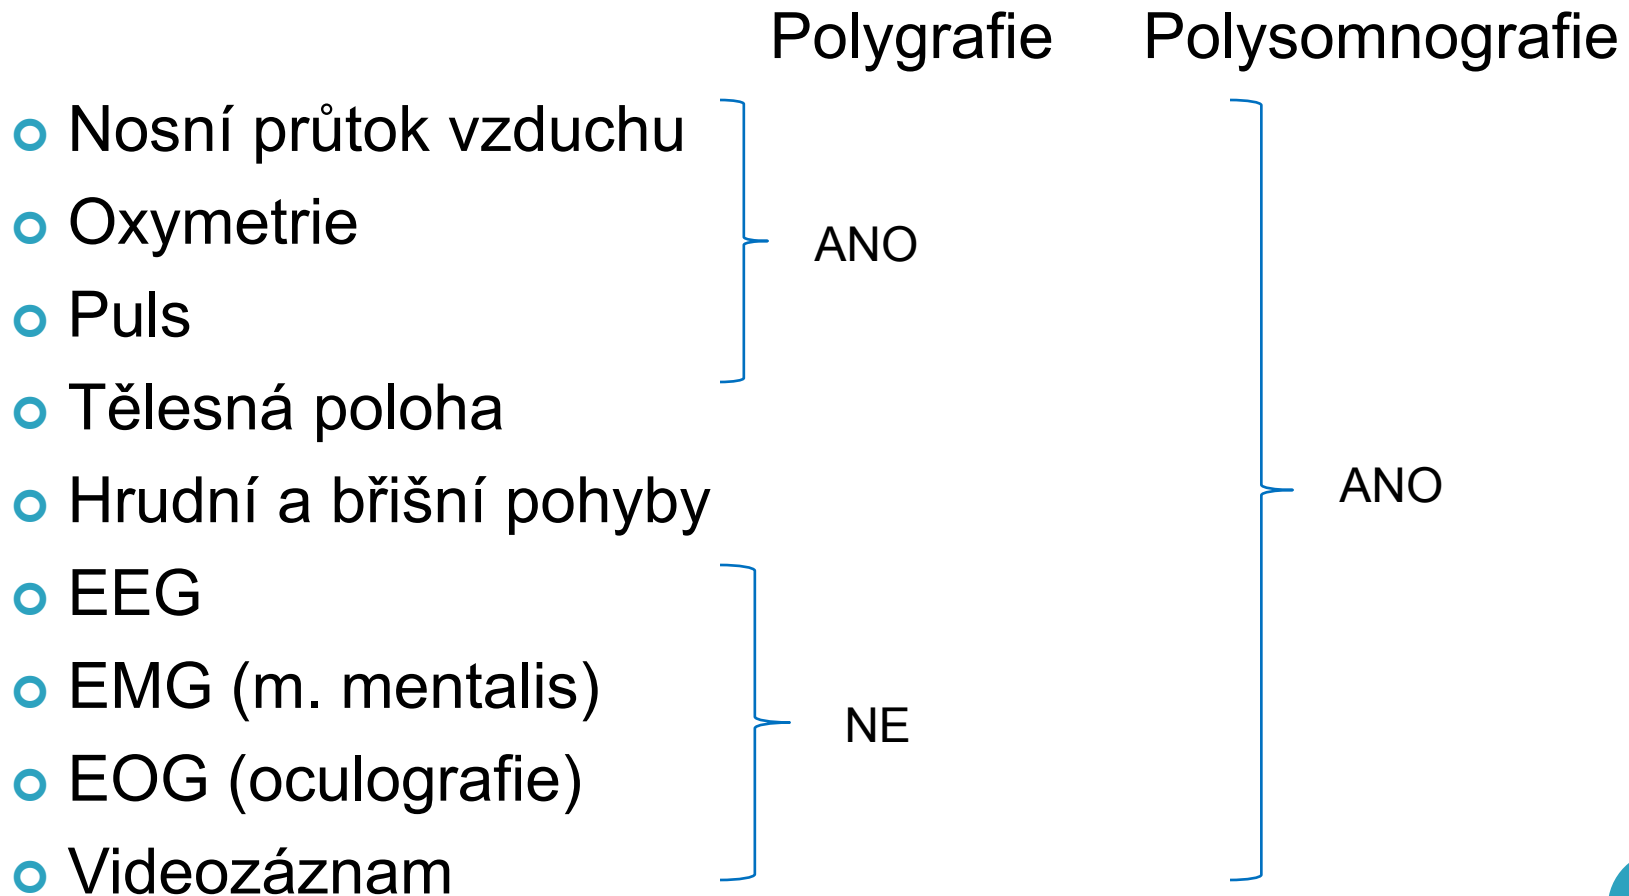 Polygrafie Polysomnografie
Nosní průtok vzduchu
Oxymetrie
ANO
Puls
Tělesná poloha
Hrudní a břišní pohyby
ANO
EEG
EMG (m. mentalis)
NE
EOG (oculografie)
Videozáznam